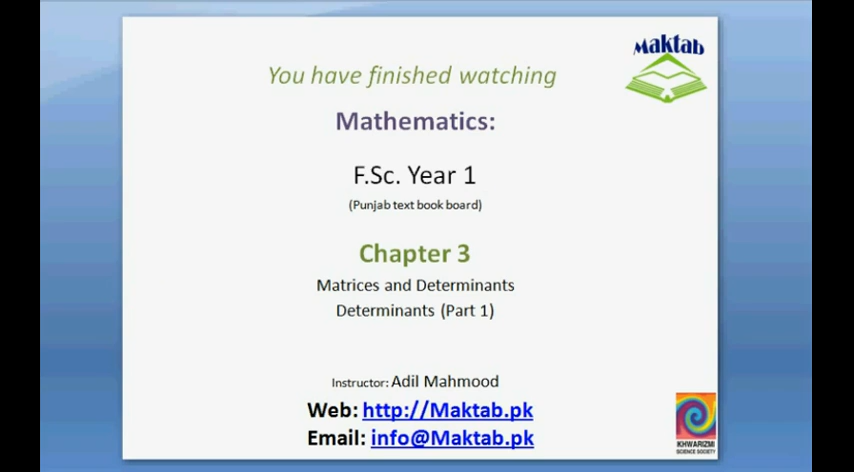 Maktab
You have finished watching
Mathematics:
F.Sc. Year 1
(Punjab text book board)
Chapter 3
Matrices and Determinants
Determinants (Part 1)
Instructor: Adil Mahmood
Web: http://Maktab.pk
Email: info@Maktab.pk
KHWARIZMI
SCIENCE SOCIETY